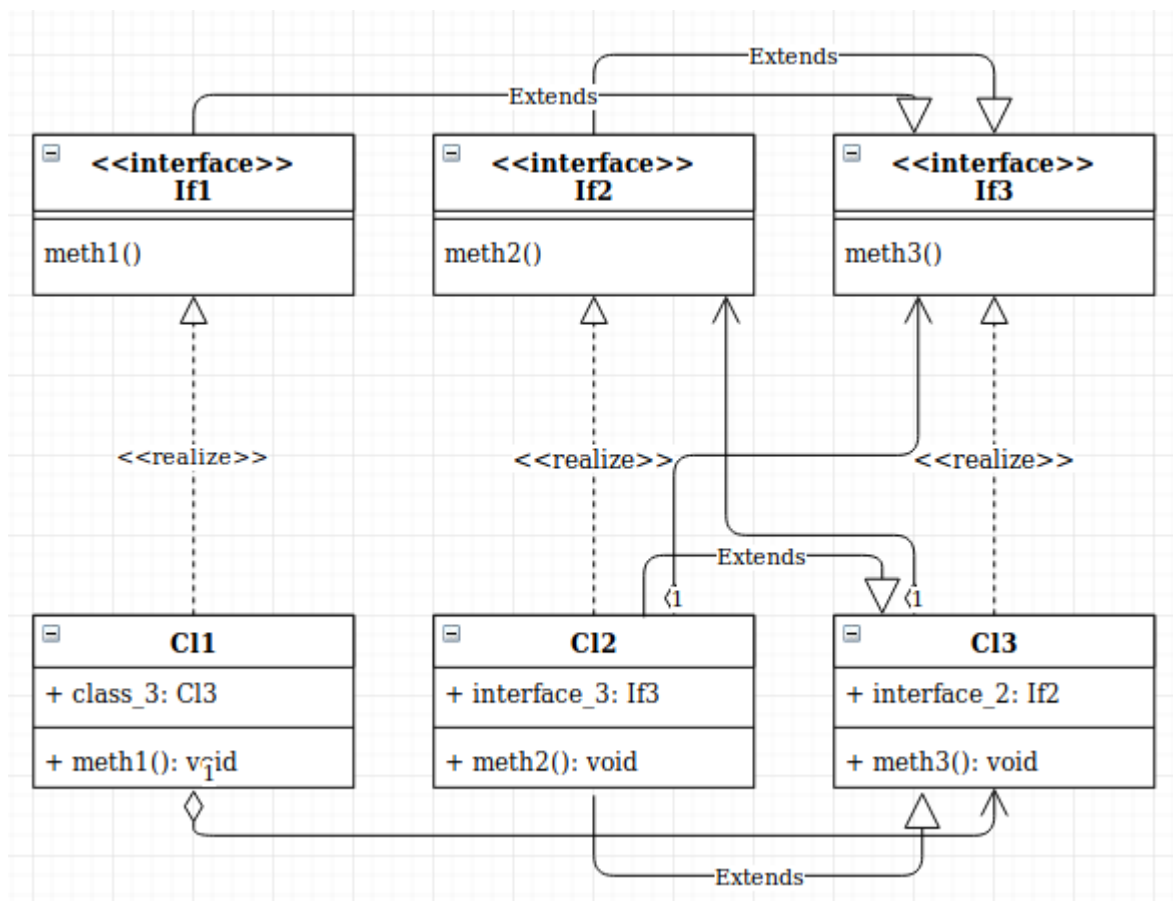 Extends
Extends
<<interface>>
If1
<<interface>>
If2
<<interface>>
If3
meth1()
meth2()
meth3()
<<realize>>
<<realize>>
<<realize>>
Extends
1
1
Cl1
Cl2
Cl3
+ class_3: Cl3
+ interface_3: If3
+ interface_2: If2
+ meth1(): void
+ meth2(): void
+ meth3(): void
1
Extends